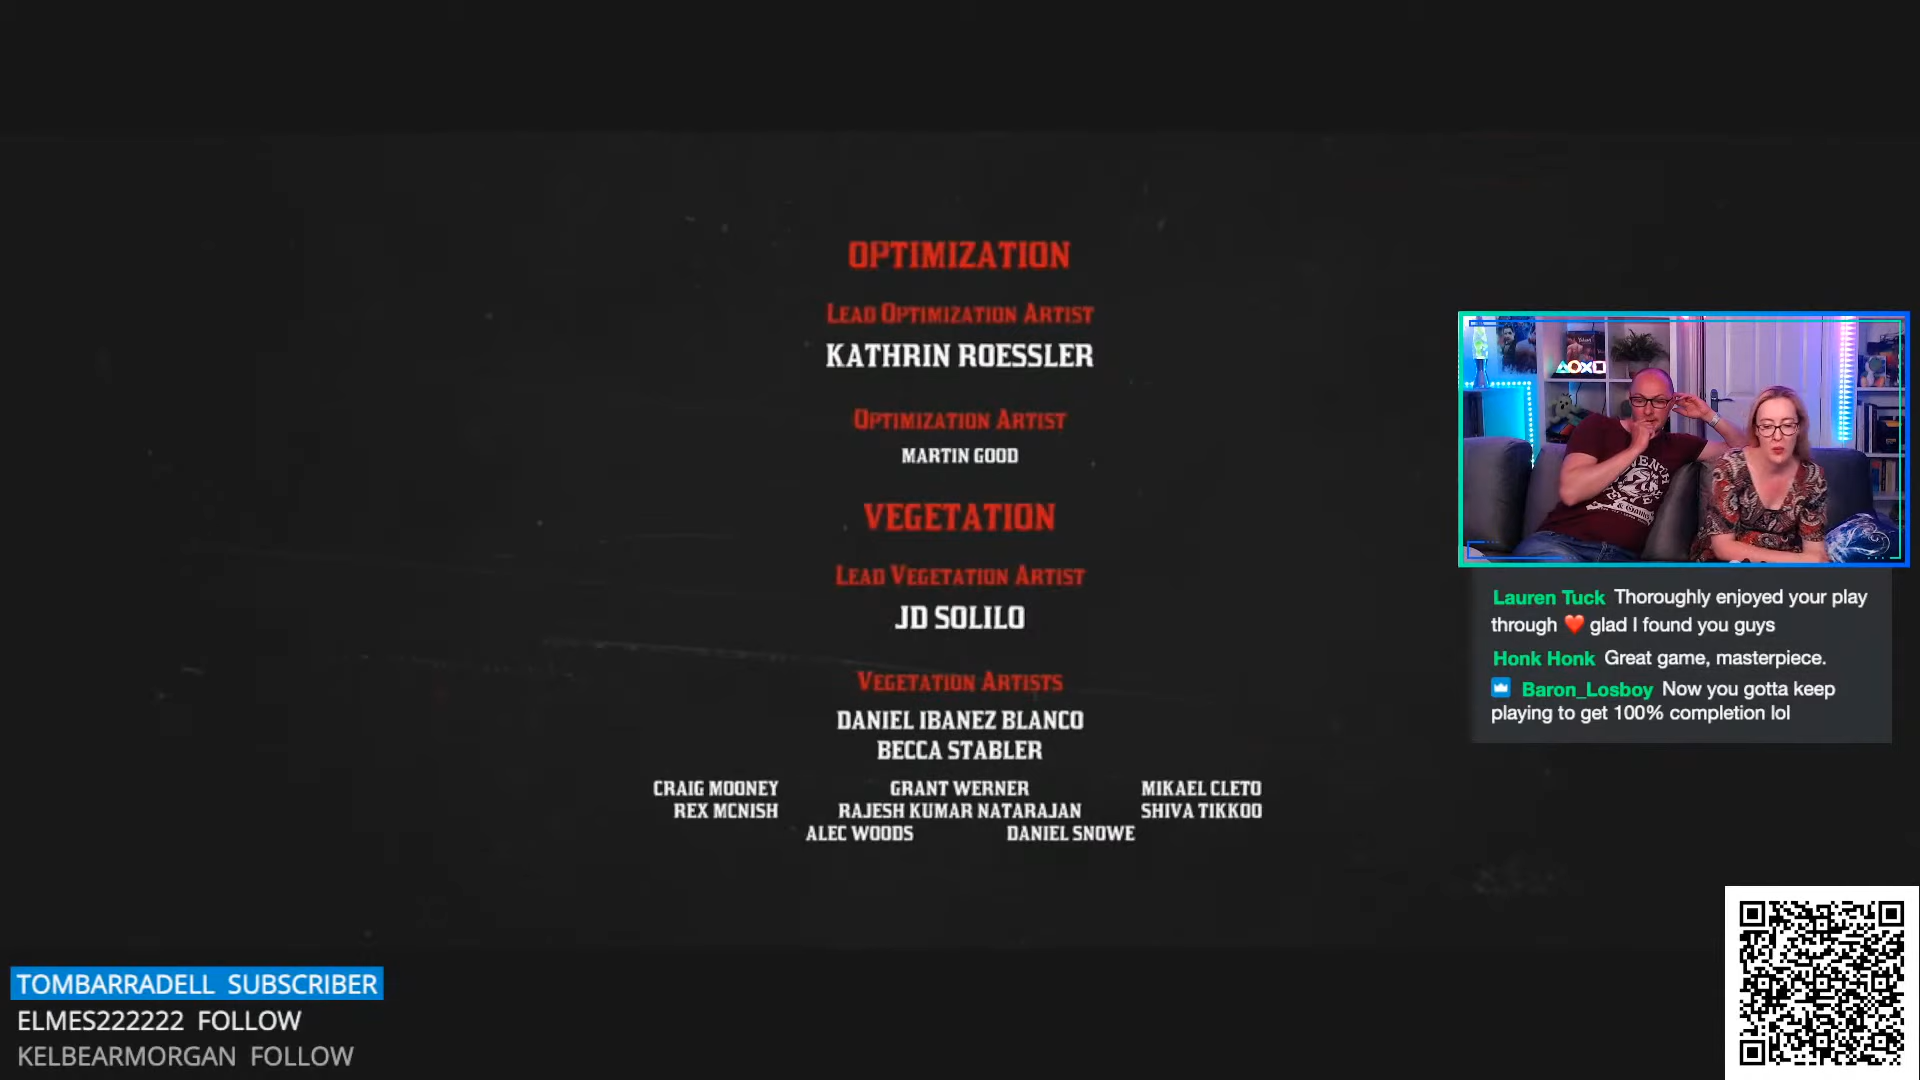 OPTIMIZATION
LEAD OPTIMIZATION ARTIST
KATHRIN ROESSLER
OPTIMIZATION ARTIST
MARTIN GOOD
VEGETATION
LEAD VEGETATION ARTIST
JD SOLILO
VEGETATION ARTISTS
DANIEL IBANEZ BLANCO
BECCA STABLER
CRAIG MOONEY GRANT WERNER MIKAEL CLETO
REX MCNISH RAJESH KUMAR NATARAJAN SHIVA TIKKOO
ALEC WOODS DANIEL SNOWE
Lauren Tuck Thoroughly enjoyed your play
through ❤️ glad I found you guys
Honk Honk Great game, masterpiece.
Baron_Losboy Now you gotta keep
playing to get 100% completion lol
TOMBARRADELL SUBSCRIBER
ELMES222222 FOLLOW
KELBEARMORGAN FOLLOW